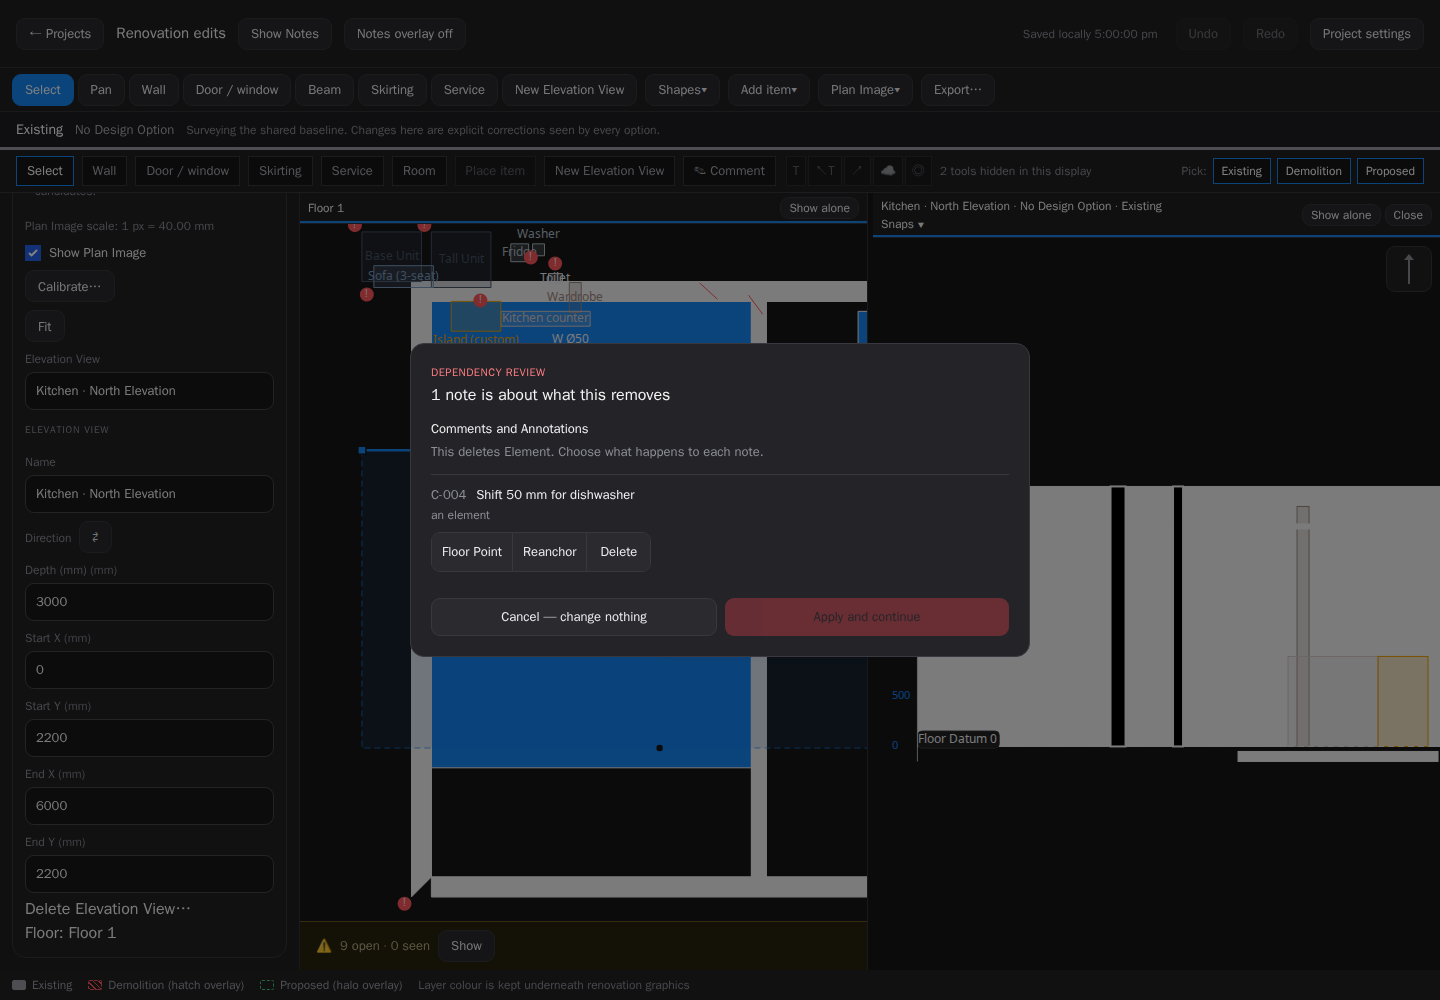 ← Projects
Renovation edits
Show Notes
Notes overlay off
Saved locally 5:00:00 pm
Undo
Redo
Project settings
Select
Pan
Wall
Door / window
Beam
Skirting
Service
New Elevation View
Shapes▾
Add item▾
Plan Image▾
Export⋯
Existing
No Design Option
Surveying the shared baseline. Changes here are explicit corrections seen by every option.
Select
Wall
Door / window
Skirting
Service
Room
Place item
New Elevation View
✎ Comment
T
↖T
↗
2 tools hidden in this display
Pick:
Existing
Demolition
Proposed
Plan Image scale: 1 px = 40.00 mm
Show Plan Image
Calibrate⋯
Fit
Elevation View
Kitchen · North Elevation
ELEVATION VIEW
Name
Kitchen · North Elevation
Direction
⇄
Depth (mm) (mm)
3000
Start X (mm)
0
Start Y (mm)
2200
End X (mm)
6000
End Y (mm)
2200
Delete Elevation View⋯
Floor: Floor 1
Floor 1
Show alone
Washer
Fridge
Base Unit
Tall Unit
Sofa (3-seat)
Toilet
Wardrobe
Kitchen counter
Island (custom)
W Ø50
Kitchen · North Elevation · No Design Option · Existing
Snaps ▾
Show alone
Close
500
0
Floor Datum 0
DEPENDENCY REVIEW
1 note is about what this removes
Comments and Annotations
This deletes Element. Choose what happens to each note.
C-004 Shift 50 mm for dishwasher
an element
Floor Point
Reanchor
Delete
Cancel — change nothing
Apply and continue
9 open · 0 seen
Show
Existing
Demolition (hatch overlay)
Proposed (halo overlay)
Layer colour is kept underneath renovation graphics